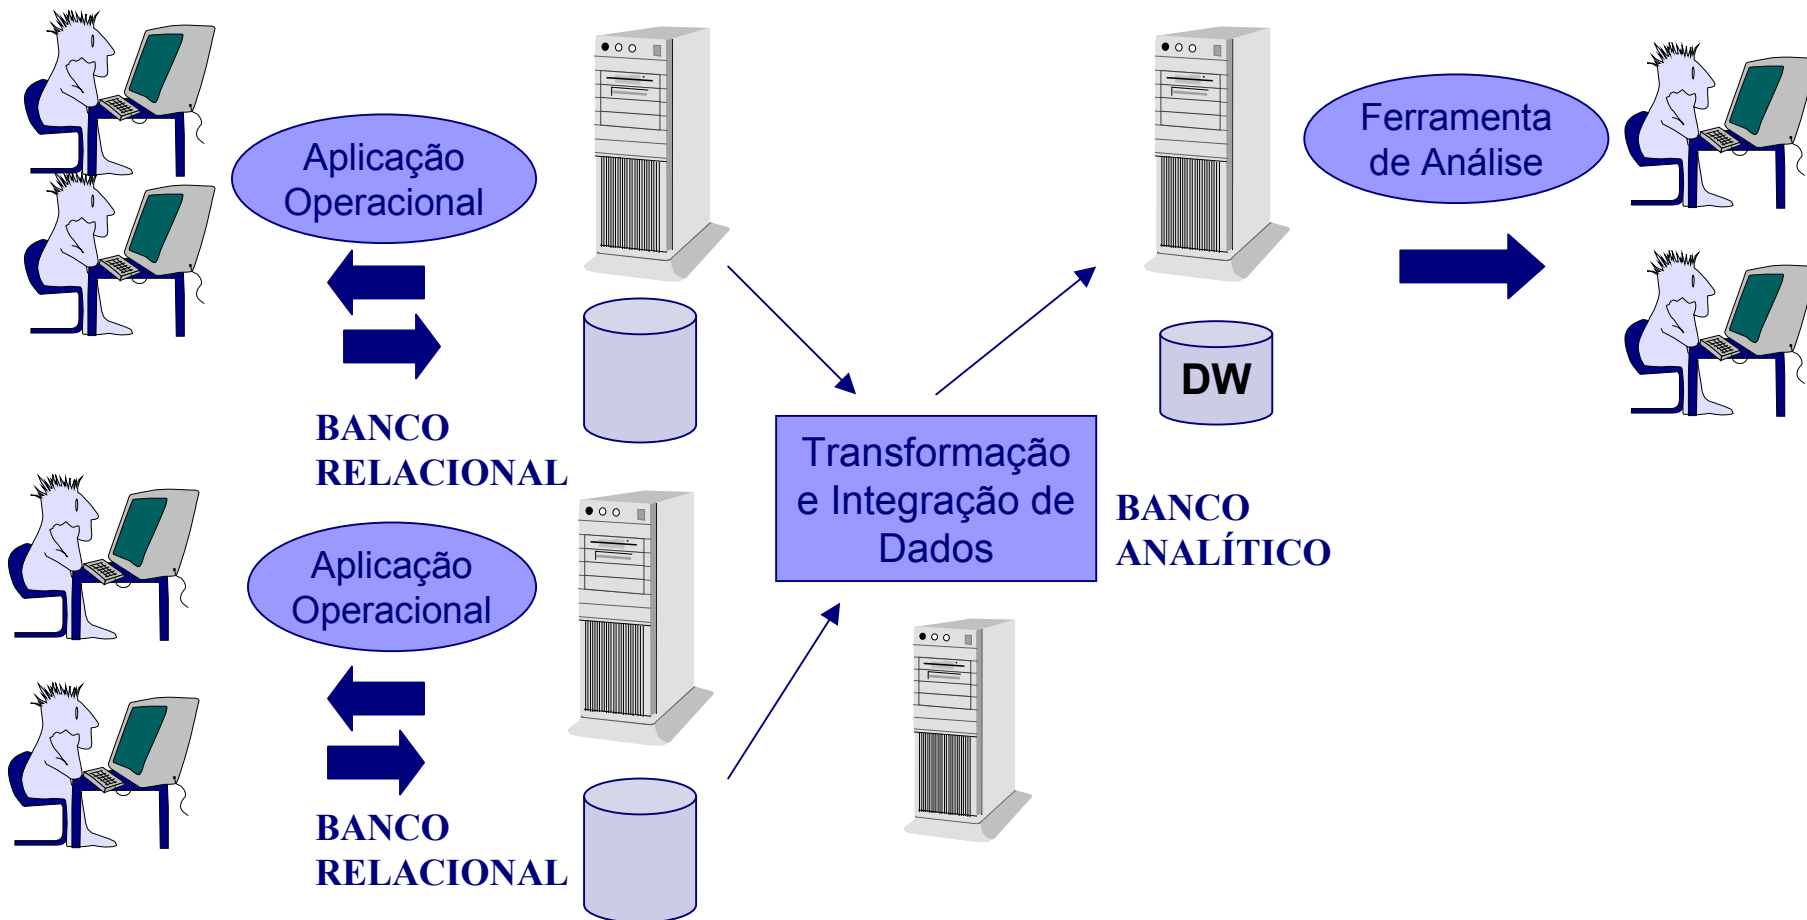 Aplicação
Operacional
BANCO
RELACIONAL
Aplicação
Operacional
BANCO
RELACIONAL
Transformação
e Integração de
Dados
DW
BANCO
ANALÍTICO
Ferramenta
de Análise